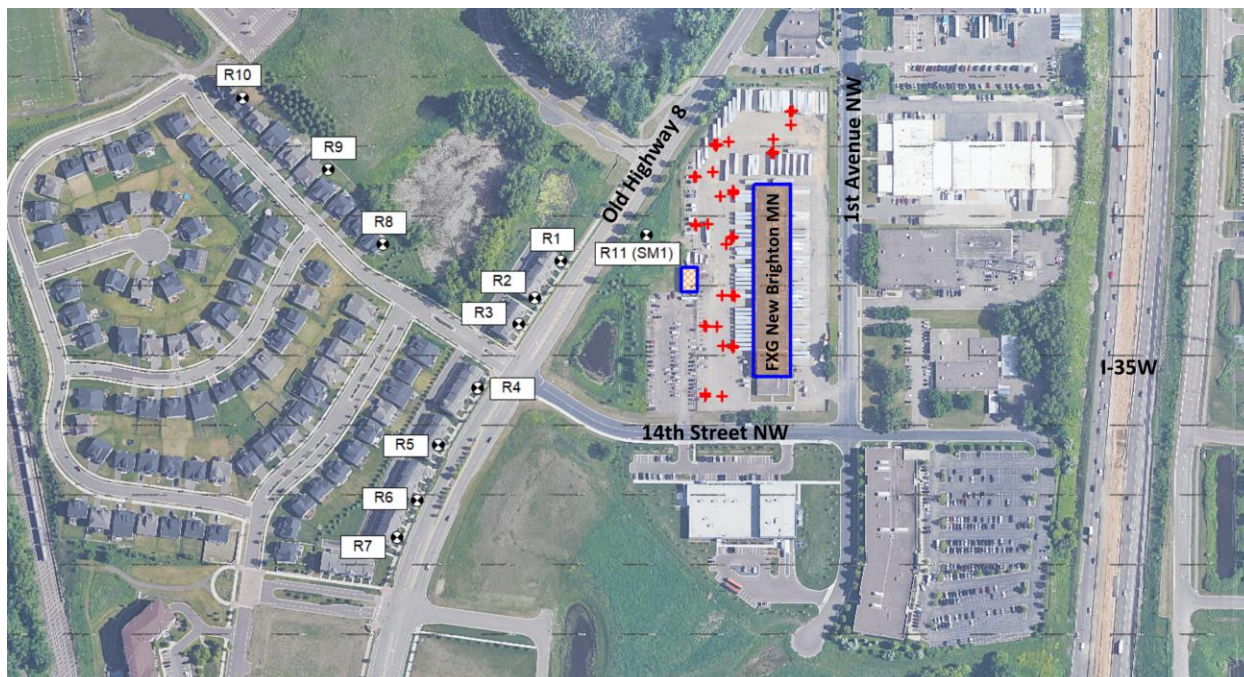 R10
R9
R8
R1
R2
R3
R11 (SM1)
R4
R5
R6
R7
Old Highway 8
1st Avenue NW
FXG New Brighton MN
I-35W
14th Street NW